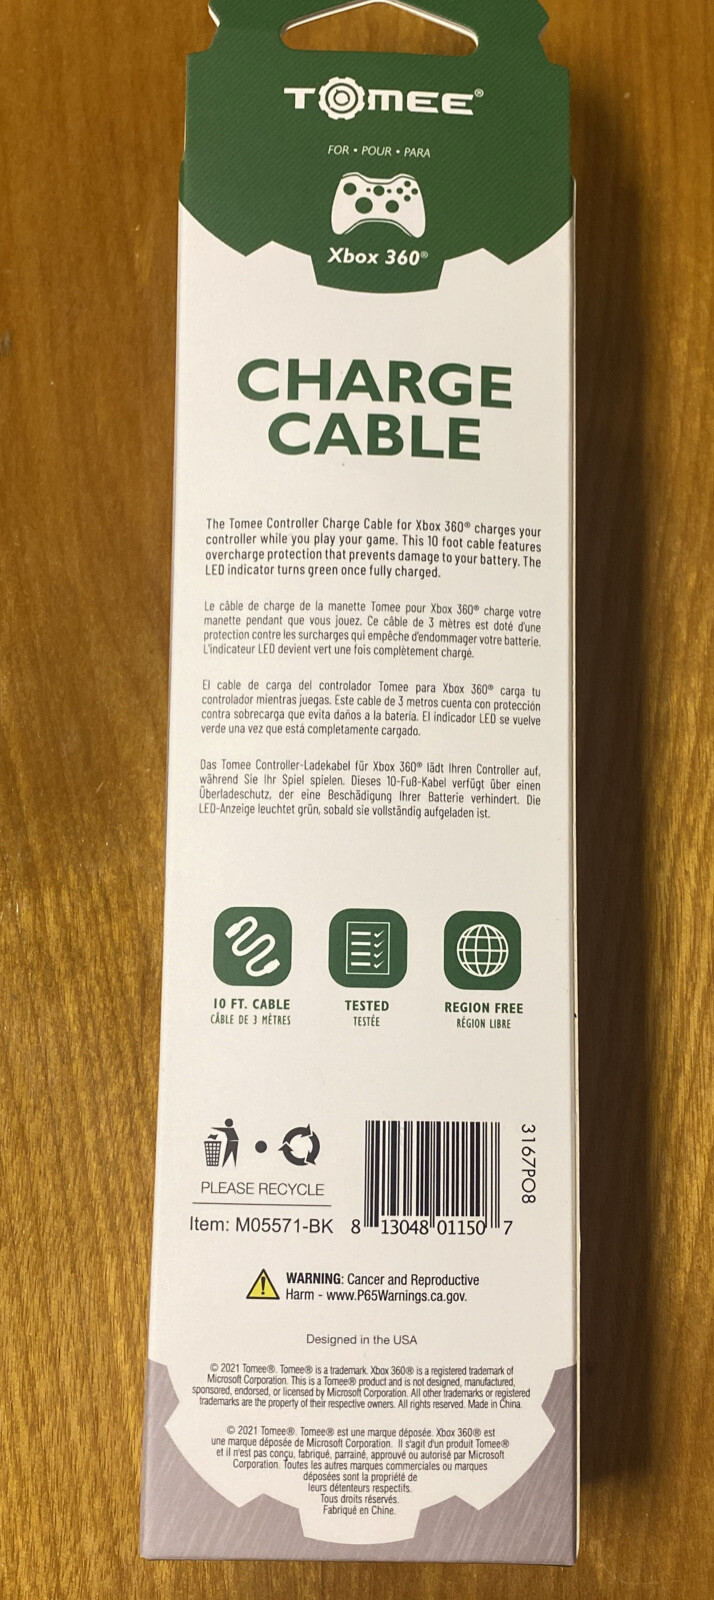 TOMEE®
FOR • POUR • PARA
Xbox 360®
CHARGE
CABLE
The Tomee Controller Charge Cable for Xbox 360® charges your
controller while you play your game. This 10 foot cable features
overcharge protection that prevents damage to your battery. The
LED indicator turns green once fully charged.
Le câble de charge de la manette Tomee pour Xbox 360® charge votre
manette pendant que vous jouez. Ce câble de 3 mètres est doté d'une
protection contre les surcharges qui empêche d'endommager votre batterie.
L'indicateur LED devient vert une fois complètement chargé.
El cable de carga del controlador Tomee para Xbox 360® carga tu
controlador mientras juegas. Este cable de 3 metros cuenta con protección
contra sobrecarga que evita daños a la batería. El indicador LED se vuelve
verde una vez que está completamente cargado.
Das Tomee Controller-Ladekabel für Xbox 360® lädt Ihren Controller auf,
während Sie Ihr Spiel spielen. Dieses 10-Fuß-Kabel verfügt über einen
Überladeschutz, der eine Beschädigung Ihrer Batterie verhindert. Die
LED-Anzeige leuchtet grün, sobald sie vollständig aufgeladen ist.
10 FT. CABLE
CÂBLE DE 3 MÈTRES
TESTED
TESTÉE
REGION FREE
RÉGION LIBRE
PLEASE RECYCLE
Item: M05571-BK
8 13048 01150 7
3167PO8
WARNING: Cancer and Reproductive
Harm - www.P65Warnings.ca.gov.
Designed in the USA
© 2021 Tomee®. Tomee® is a trademark. Xbox 360® is a registered trademark of
Microsoft Corporation. This is a Tomee® product and is not designed, manufactured,
sponsored, endorsed, or licensed by Microsoft Corporation. All other trademarks or registered
trademarks are the property of their respective owners. All rights reserved. Made in China.
© 2021 Tomee®. Tomee® est une marque déposée. Xbox 360® est
une marque déposée de Microsoft Corporation. Il s'agit d'un produit Tomee®
et il n'est pas conçu, fabriqué, parrainé, approuvé ou autorisé par Microsoft
Corporation. Toutes les autres marques commerciales ou marques
déposées sont la propriété de
leurs détenteurs respectifs.
Tous droits réservés.
Fabriqué en Chine.